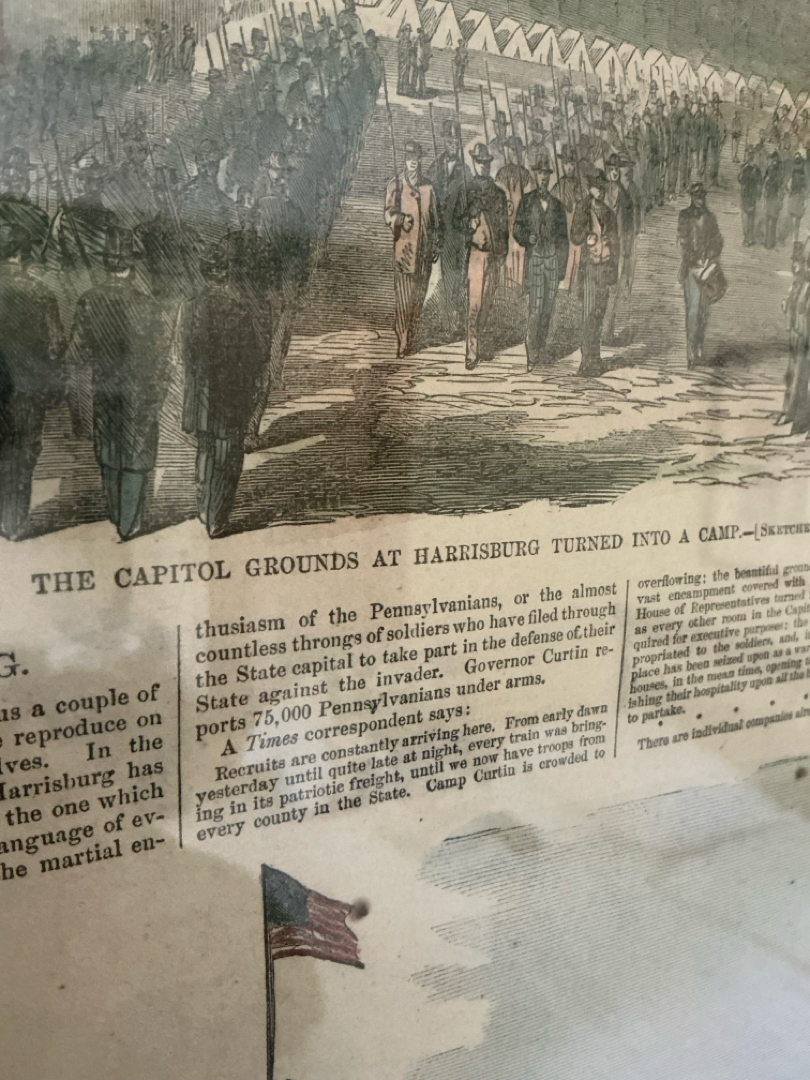 THE CAPITOL GROUNDS AT HARRISBURG TURNED INTO A CAMP.—[SKETCHE
G.
us a couple of
reproduce on
lves. In the
Harrisburg has
the one which
anguage of ev-
he martial en-
thusiasm of the Pennsylvanians, or the almost
countless throngs of soldiers who have filed through
the State capital to take part in the defense of their
State against the invader. Governor Curtin re-
ports 75,000 Pennsylvanians under arms.
A Times correspondent says:
Recruits are constantly arriving here. From early dawn
yesterday until quite late at night, every train was bring-
ing in its patriotic freight, until we now have troops from
every county in the State. Camp Curtin is crowded to
overflowing; the beautiful groun
vast encampment covered with
House of Representatives turned
as every other room in the Capi
quired for executive purposes; the
propriated to the soldiers, and,
place has been seized upon as a war
houses, in the mean time, opening
ishing their hospitality upon all the
to partake.
* * * *
There are individual companies alre